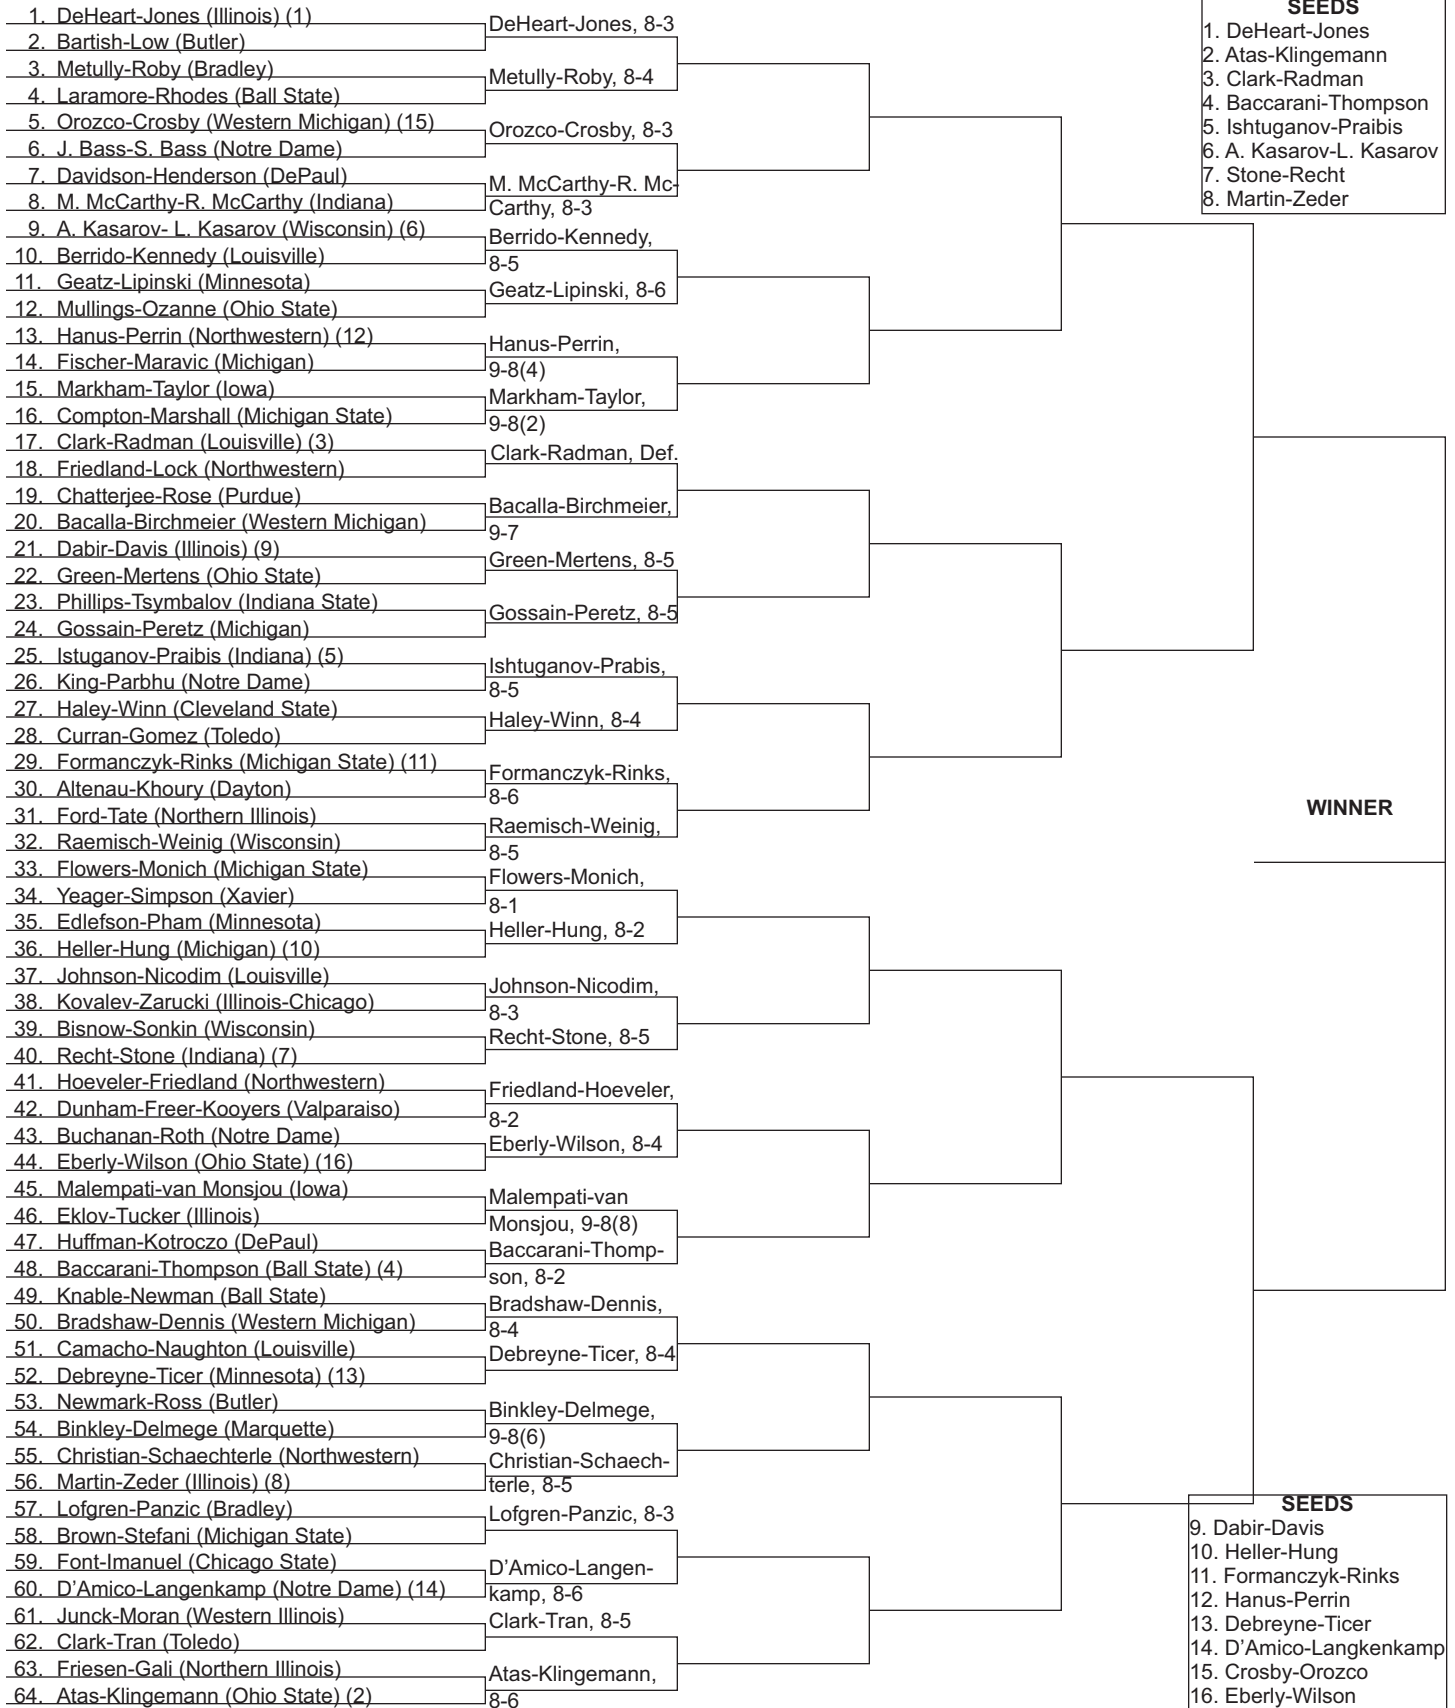 1. DeHeart-Jones (Illinois) (1)
2. Bartish-Low (Butler)
3. Metully-Roby (Bradley)
4. Laramore-Rhodes (Ball State)
5. Orozco-Crosby (Western Michigan) (15)
6. J. Bass-S. Bass (Notre Dame)
7. Davidson-Henderson (DePaul)
8. M. McCarthy-R. McCarthy (Indiana)
9. A. Kasarov- L. Kasarov (Wisconsin) (6)
10. Berrido-Kennedy (Louisville)
11. Geatz-Lipinski (Minnesota)
12. Mullings-Ozanne (Ohio State)
13. Hanus-Perrin (Northwestern) (12)
14. Fischer-Maravic (Michigan)
15. Markham-Taylor (Iowa)
16. Compton-Marshall (Michigan State)
17. Clark-Radman (Louisville) (3)
18. Friedland-Lock (Northwestern)
19. Chatterjee-Rose (Purdue)
20. Bacalla-Birchmeier (Western Michigan)
21. Dabir-Davis (Illinois) (9)
22. Green-Mertens (Ohio State)
23. Phillips-Tsymbalov (Indiana State)
24. Gossain-Peretz (Michigan)
25. Istuganov-Praibis (Indiana) (5)
26. King-Parbhu (Notre Dame)
27. Haley-Winn (Cleveland State)
28. Curran-Gomez (Toledo)
29. Formanczyk-Rinks (Michigan State) (11)
30. Altenau-Khoury (Dayton)
31. Ford-Tate (Northern Illinois)
32. Raemisch-Weinig (Wisconsin)
33. Flowers-Monich (Michigan State)
34. Yeager-Simpson (Xavier)
35. Edlefson-Pham (Minnesota)
36. Heller-Hung (Michigan) (10)
37. Johnson-Nicodim (Louisville)
38. Kovalev-Zarucki (Illinois-Chicago)
39. Bisnow-Sonkin (Wisconsin)
40. Recht-Stone (Indiana) (7)
41. Hoeveler-Friedland (Northwestern)
42. Dunham-Freer-Kooyers (Valparaiso)
43. Buchanan-Roth (Notre Dame)
44. Eberly-Wilson (Ohio State) (16)
45. Malempati-van Monsjou (Iowa)
46. Eklov-Tucker (Illinois)
47. Huffman-Kotroczo (DePaul)
48. Baccarani-Thompson (Ball State) (4)
49. Knable-Newman (Ball State)
50. Bradshaw-Dennis (Western Michigan)
51. Camacho-Naughton (Louisville)
52. Debreyne-Ticer (Minnesota) (13)
53. Newmark-Ross (Butler)
54. Binkley-Delmege (Marquette)
55. Christian-Schaechterle (Northwestern)
56. Martin-Zeder (Illinois) (8)
57. Lofgren-Panzic (Bradley)
58. Brown-Stefani (Michigan State)
59. Font-Imanuel (Chicago State)
60. D'Amico-Langenkamp (Notre Dame) (14)
61. Junck-Moran (Western Illinois)
62. Clark-Tran (Toledo)
63. Friesen-Gali (Northern Illinois)
64. Atas-Klingemann (Ohio State) (2)
DeHeart-Jones, 8-3
Metully-Roby, 8-4
Orozco-Crosby, 8-3
M. McCarthy-R. Mc-
Carthy, 8-3
Berrido-Kennedy,
8-5
Geatz-Lipinski, 8-6
Hanus-Perrin,
9-8(4)
Markham-Taylor,
9-8(2)
Clark-Radman, Def.
Bacalla-Birchmeier,
9-7
Green-Mertens, 8-5
Gossain-Peretz, 8-5
Ishtuganov-Prabis,
8-5
Haley-Winn, 8-4
Formanczyk-Rinks,
8-6
Raemisch-Weinig,
8-5
Flowers-Monich,
8-1
Heller-Hung, 8-2
Johnson-Nicodim,
8-3
Recht-Stone, 8-5
Friedland-Hoeveler,
8-2
Eberly-Wilson, 8-4
Malempati-van
Monsjou, 9-8(8)
Baccarani-Thomp-
son, 8-2
Bradshaw-Dennis,
8-4
Debreyne-Ticer, 8-4
Binkley-Delmege,
9-8(6)
Christian-Schaech-
terle, 8-5
Lofgren-Panzic, 8-3
D'Amico-Langen-
kamp, 8-6
Clark-Tran, 8-5
Atas-Klingemann,
8-6
SEEDS
1. DeHeart-Jones
2. Atas-Klingemann
3. Clark-Radman
4. Baccarani-Thompson
5. Ishtuganov-Praibis
6. A. Kasarov-L. Kasarov
7. Stone-Recht
8. Martin-Zeder
WINNER
SEEDS
9. Dabir-Davis
10. Heller-Hung
11. Formanczyk-Rinks
12. Hanus-Perrin
13. Debreyne-Ticer
14. D'Amico-Langkenkamp
15. Crosby-Orozco
16. Eberly-Wilson